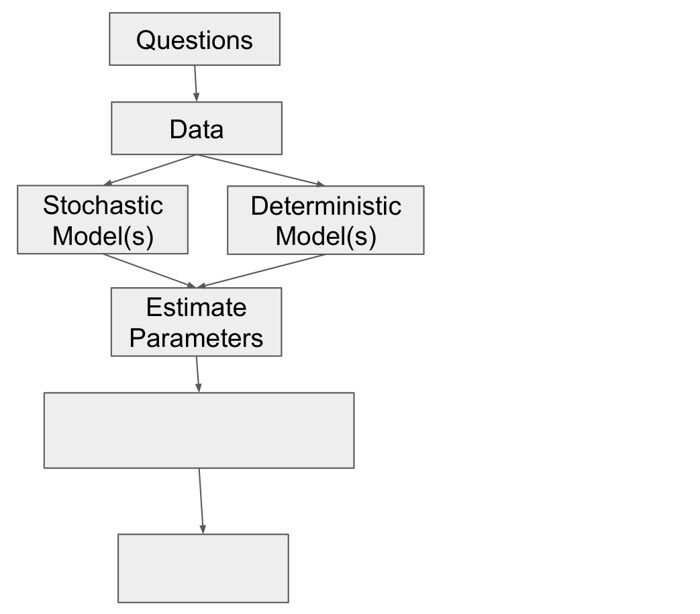 Questions
Data
Stochastic
Model(s)
Deterministic
Model(s)
Estimate
Parameters